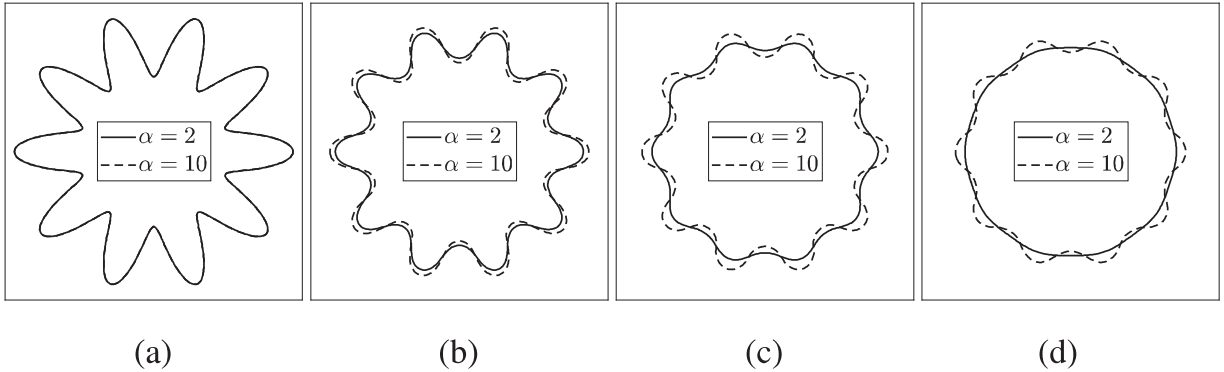 α = 2
α = 10
α = 2
α = 10
α = 2
α = 10
α = 2
α = 10
(a)
(b)
(c)
(d)